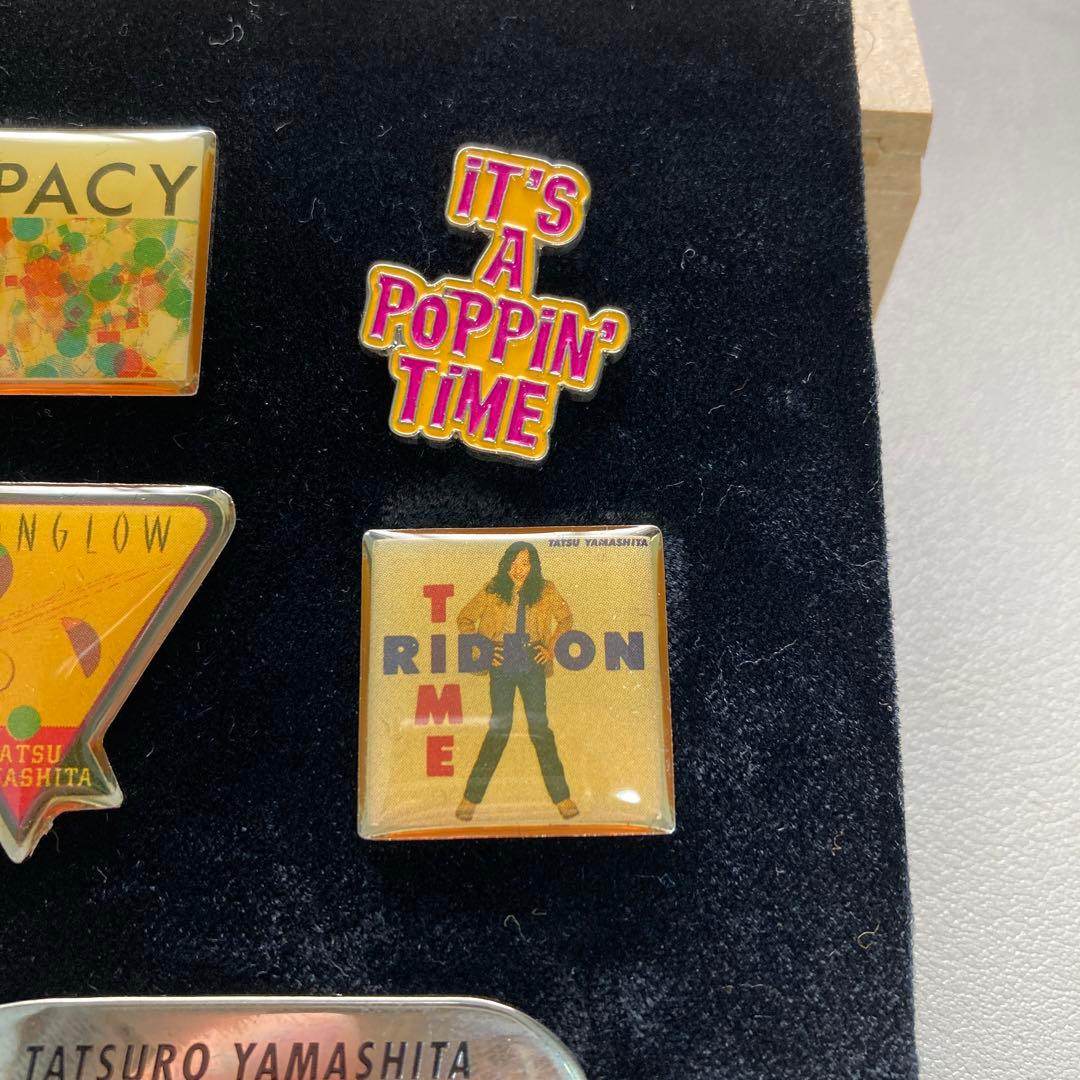 PACY
iT'S
A
POPPiN'
TiME
NGLOW
ATSU
ASHITA
TATSU YAMASHITA
RIDE ON
TIME
TATSURO YAMASHITA